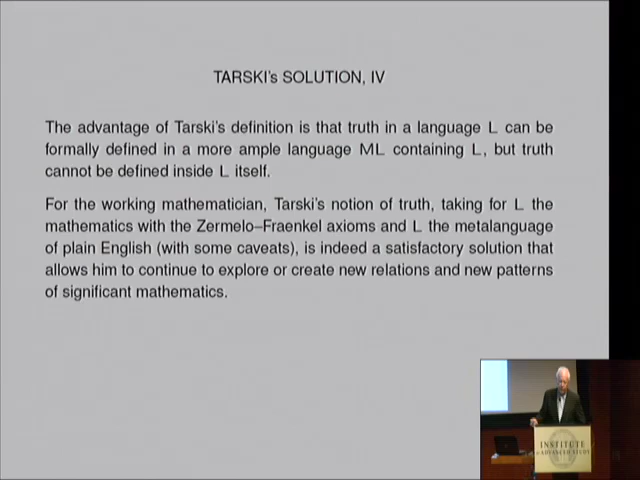 TARSKI's SOLUTION, IV
The advantage of Tarski's definition is that truth in a language L can be
formally defined in a more ample language ML containing L, but truth
cannot be defined inside L itself.
For the working mathematician, Tarski's notion of truth, taking for L the
mathematics with the Zermelo–Fraenkel axioms and L the metalanguage
of plain English (with some caveats), is indeed a satisfactory solution that
allows him to continue to explore or create new relations and new patterns
of significant mathematics.
INSTITUTE
ADVANCED STUDY